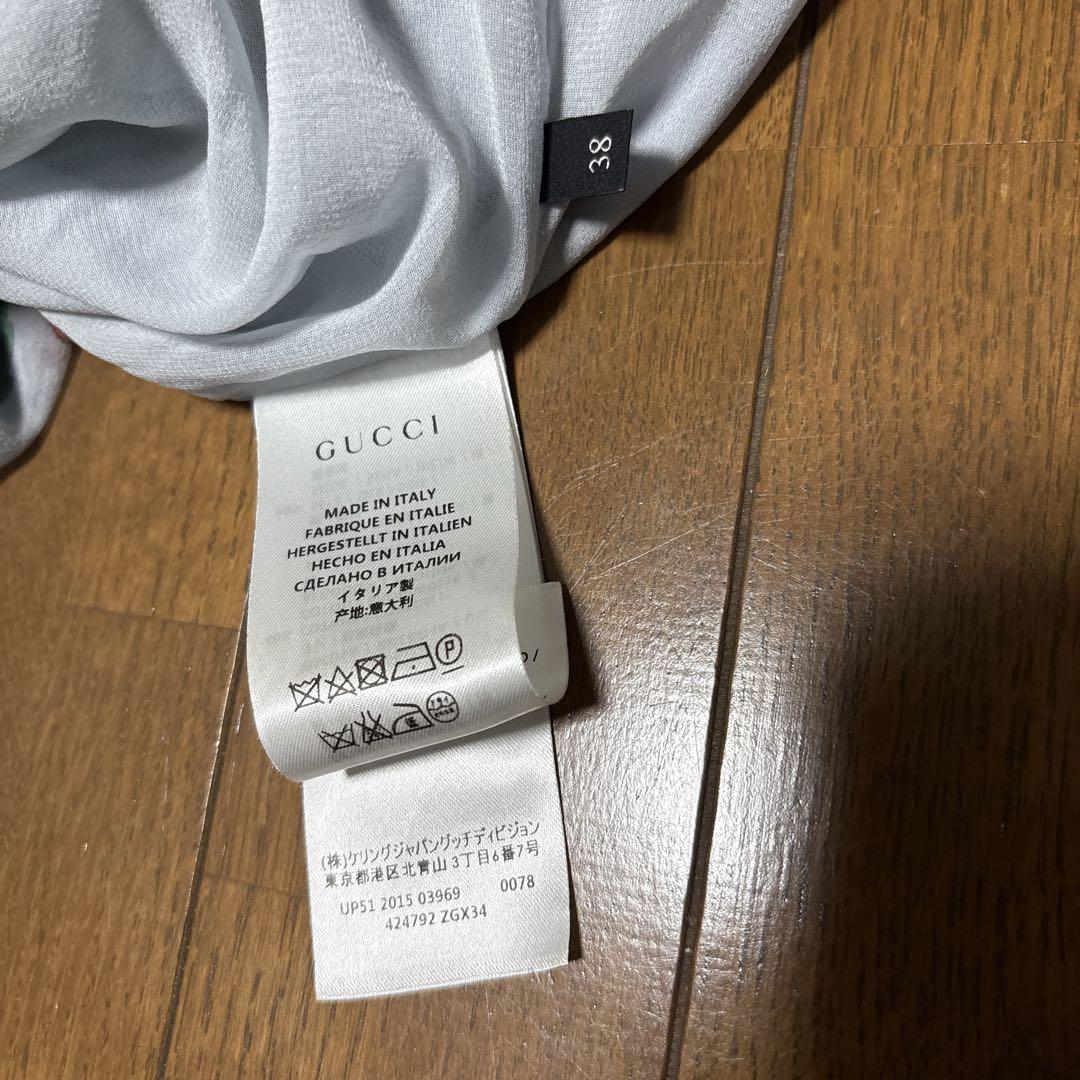 38
GUCCI
MADE IN ITALY
FABRIQUE EN ITALIE
HERGESTELLT IN ITALIEN
HECHO EN ITALIA
СДЕЛАНО В ИТАЛИИ
イタリア製
产地:意大利
P
(株)ケリングジャパングッチディビジョン
東京都港区北青山3丁目6番7号
UP51 2015 03969 0078
424792 ZGX34